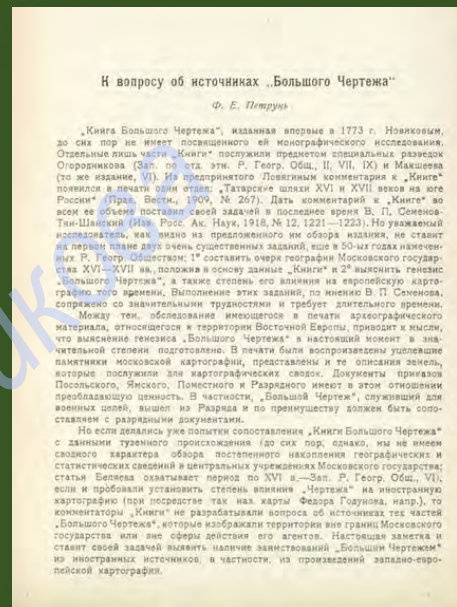 К вопросу об источниках „Большого Чертежа“
Ф. Е. Петрунь
„Книга Большого Чертежа“, изданная впервые в 1773 г. Новиковым,
до сих пор не имеет посвященного ей монографического исследования.
Отдельные лишь части „Книги“ послужили предметом специальных разведок
Огородникова (Зап. по отд. этн. Р. Геогр. Общ., II, VII, IX) и Макшеева
(то же издание, VI). Из предпринятого Ловягиным комментария к „Книге“
появился в печати один отдел: „Татарские шляхи XVI и XVII веков на юге
России“ (Прав. Вестн., 1909, № 267). Дать комментарий к „Книге“ во
всем ее объеме поставил своей задачей в последнее время В. П. Семенов-
Тян-Шанский (Изв. Росс. Ак. Наук, 1918, № 12, 1221—1223). Но уважаемый
исследователь, как видно из предложенного им обзора издания, не ставит
на первый план двух очень существенных заданий, еще в 50-ых годах намечен-
ных Р. Геогр. Обществом: 1° составить очерк географии Московского государ-
ства XVI—XVII вв., положив в основу данные „Книги“ и 2° выяснить генезис
„Большого Чертежа“, а также степень его влияния на европейскую карто-
графию того времени. Выполнение этих заданий, по мнению В. П. Семенова,
сопряжено со значительными трудностями и требует длительного времени.
Между тем, обследование имеющегося в печати археографического
материала, относящегося к территории Восточной Европы, приводит к мысли,
что выяснение генезиса „Большого Чертежа“ в настоящий момент в зна-
чительной степени подготовлено. В печати были воспроизведены уцелевшие
памятники московской картографии, представлены и те описания земель,
которые послужили для картографических сводок. Документы приказов
Посольского, Ямского, Поместного и Разрядного имеют в этом отношении
преобладающую ценность. В частности, „Большой Чертеж“, служивший для
военных целей, вышел из Разряда и по преимуществу должен быть сопо-
ставляем с разрядными документами.
Но если делались уже попытки сопоставления „Книги Большого Чертежа“
с данными туземного происхождения (до сих пор, однако, мы не имеем
сводного характера обзора постепенного накопления географических и
статистических сведений в центральных учреждениях Московского государства;
статья Беляева охватывает период по XVI в.—Зап. Р. Геогр. Общ., VI),
если и пробовали установить степень влияния „Чертежа“ на иностранную
картографию (при посредстве так наз. карты Федора Годунова, напр.), то
комментаторы „Книги“ не разрабатывали вопроса об источниках тех частей
„Большого Чертежа“, которые изображали территории вне границ Московского
государства или вне сферы действия его агентов. Настоящая заметка и
ставит своей задачей выявить наличие заимствований „Большим Чертежем“
из иностранных источников, в частности, из произведений западно-евро-
пейской картографии.